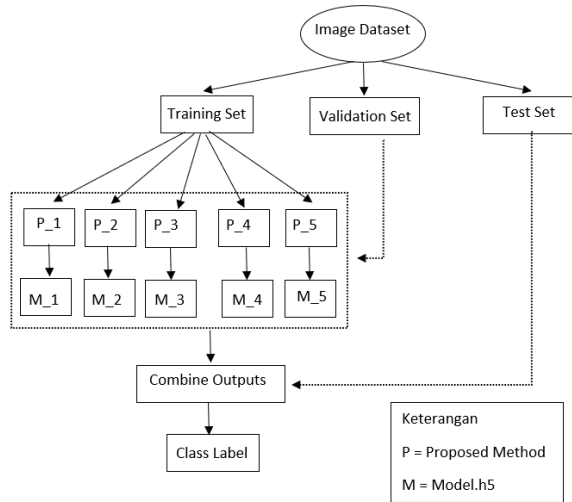 Image Dataset
Training Set
Validation Set
Test Set
P_1
P_2
P_3
P_4
P_5
M_1
M_2
M_3
M_4
M_5
Combine Outputs
Class Label
Keterangan
P = Proposed Method
M = Model.h5